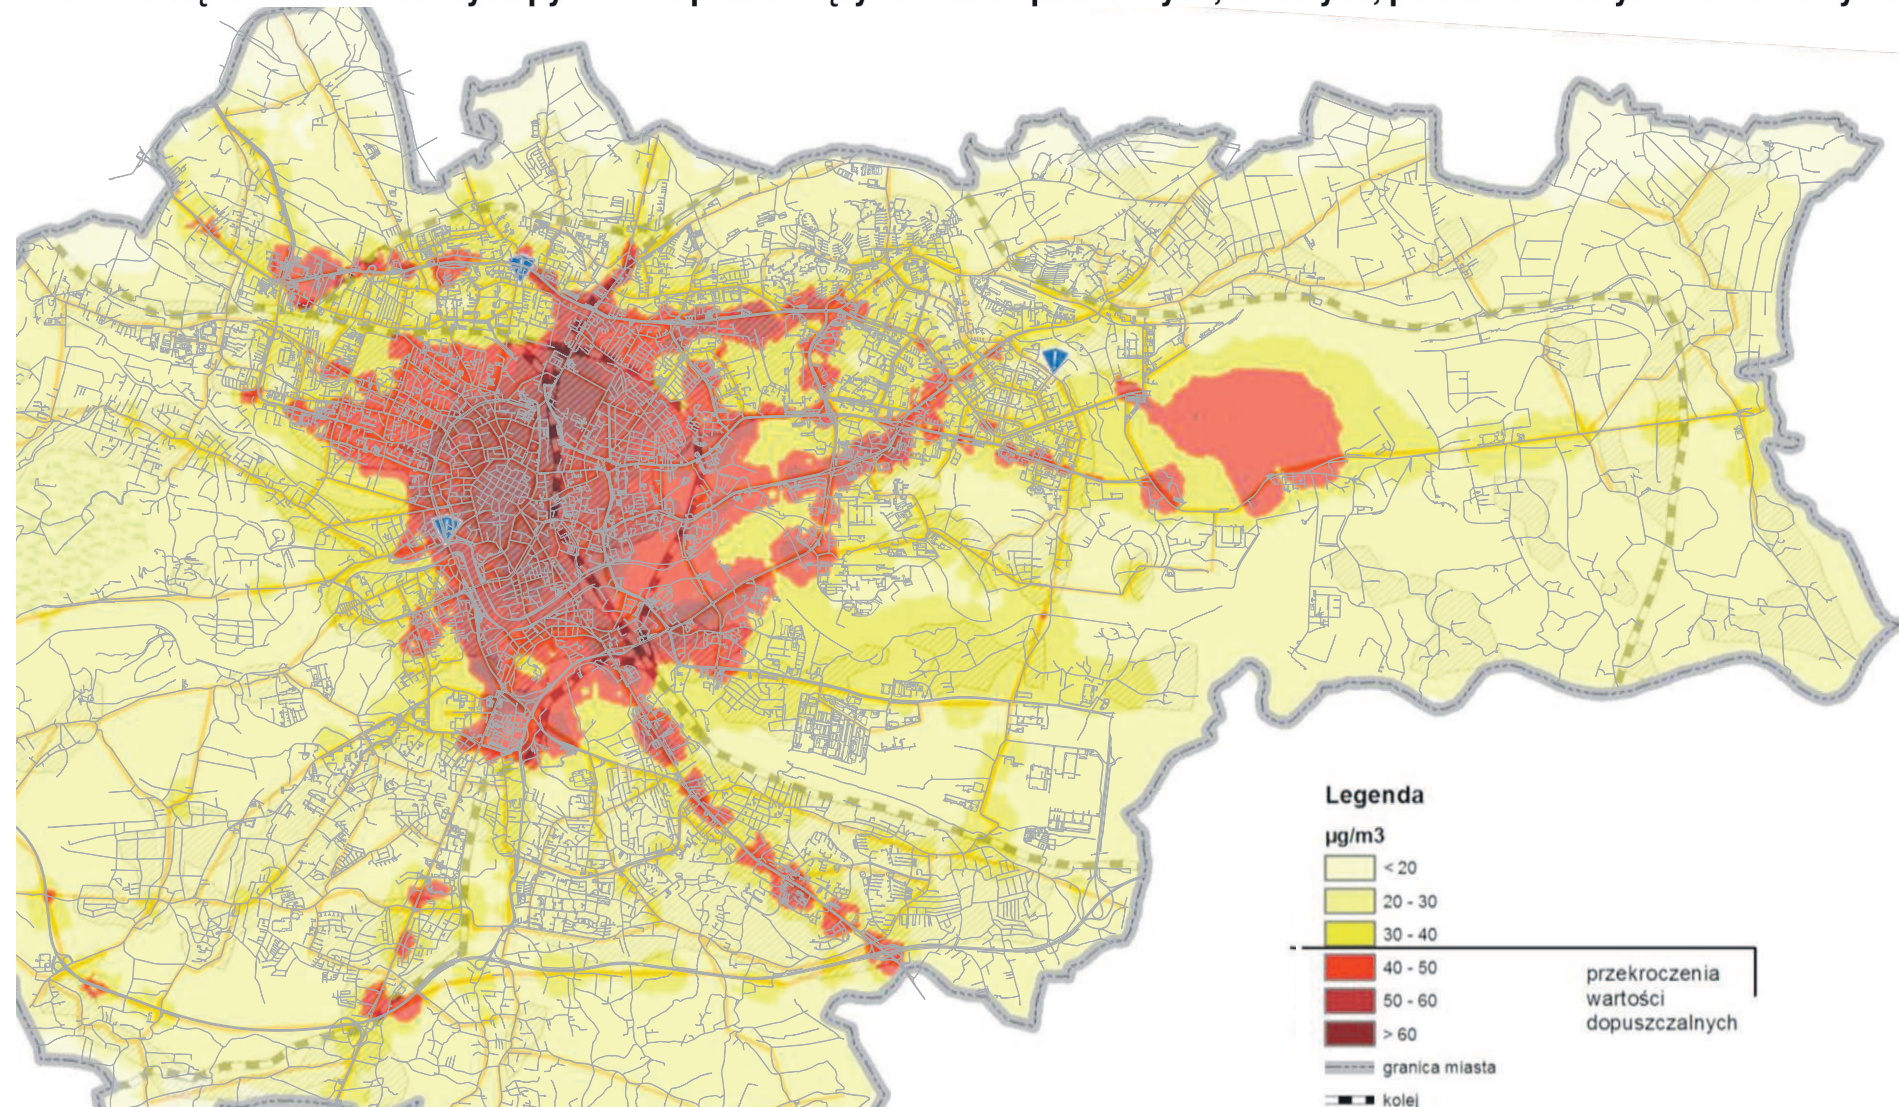 Legenda
µg/m3
< 20
20 - 30
30 - 40
40 - 50
50 - 60
> 60
przekroczenia
wartości
dopuszczalnych
granica miasta
kolej